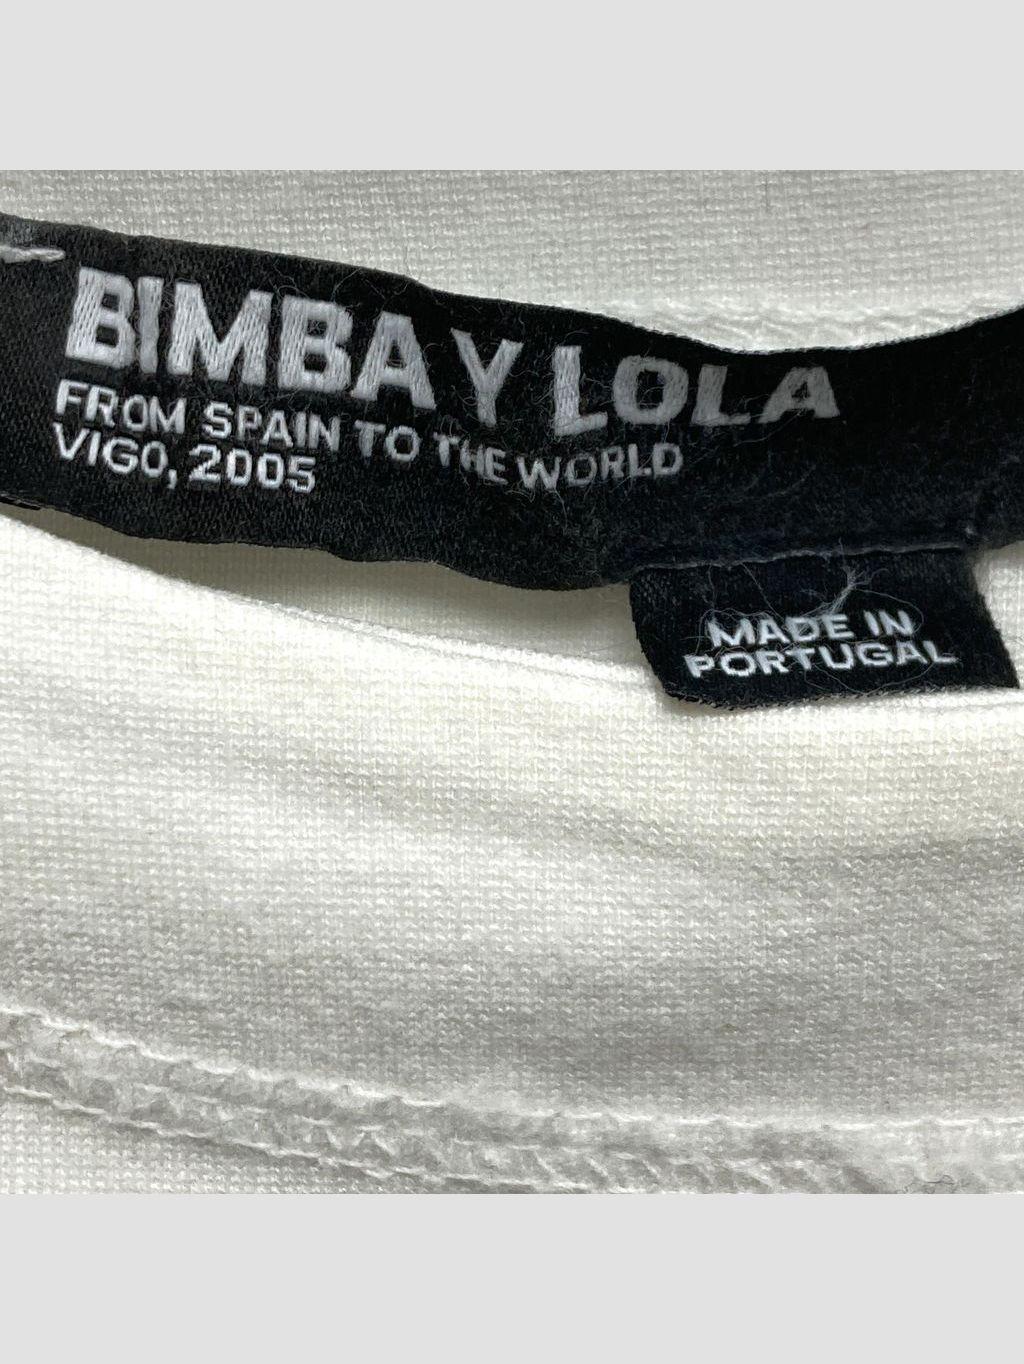 BIMBA Y LOLA
FROM SPAIN TO THE WORLD
VIGO, 2005
MADE IN
PORTUGAL